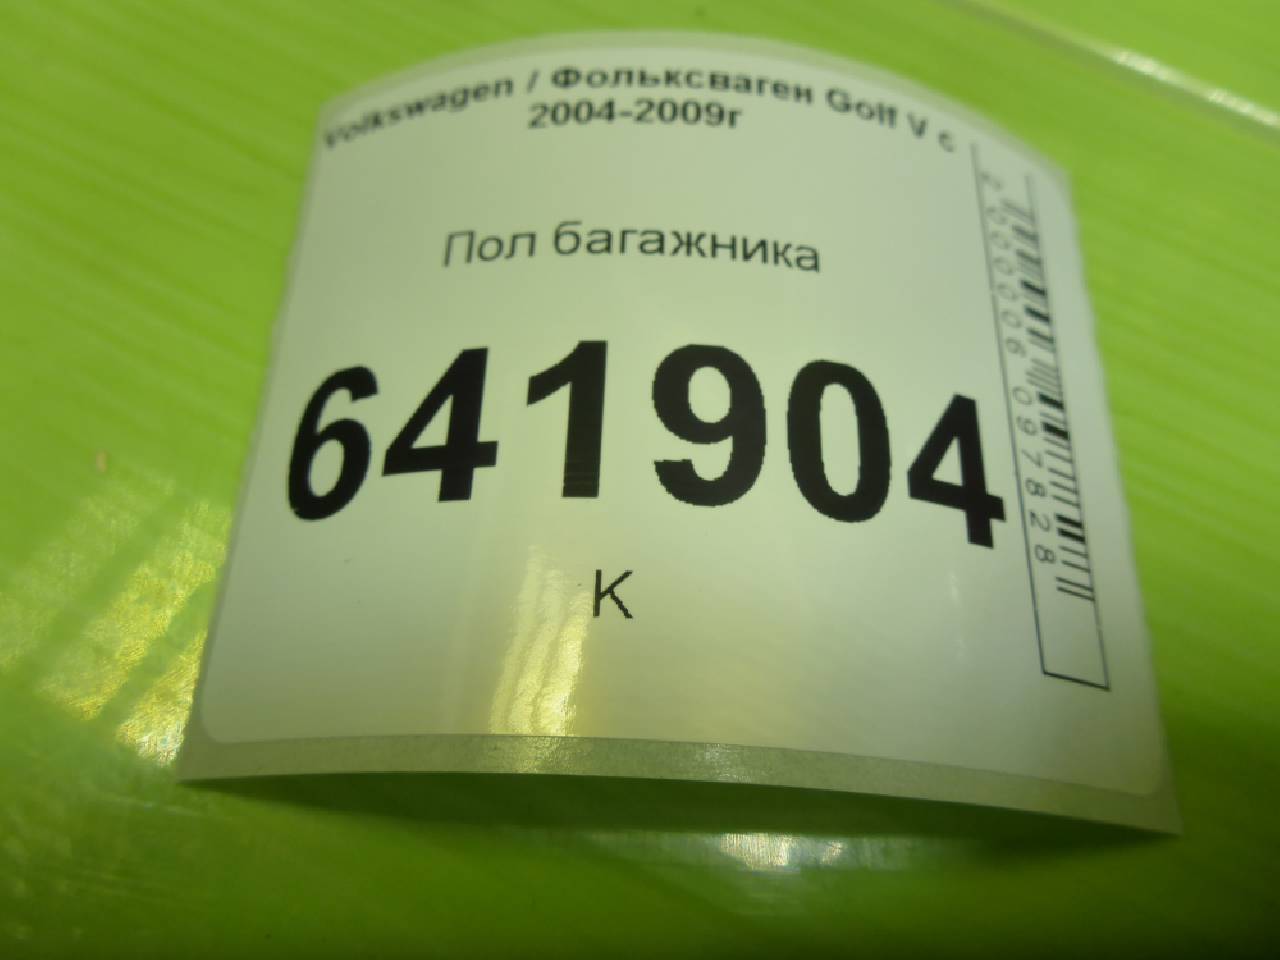 Volkswagen / Фольксваген Golf V с
2004-2009г
Пол багажника
641904
К
2000006097828